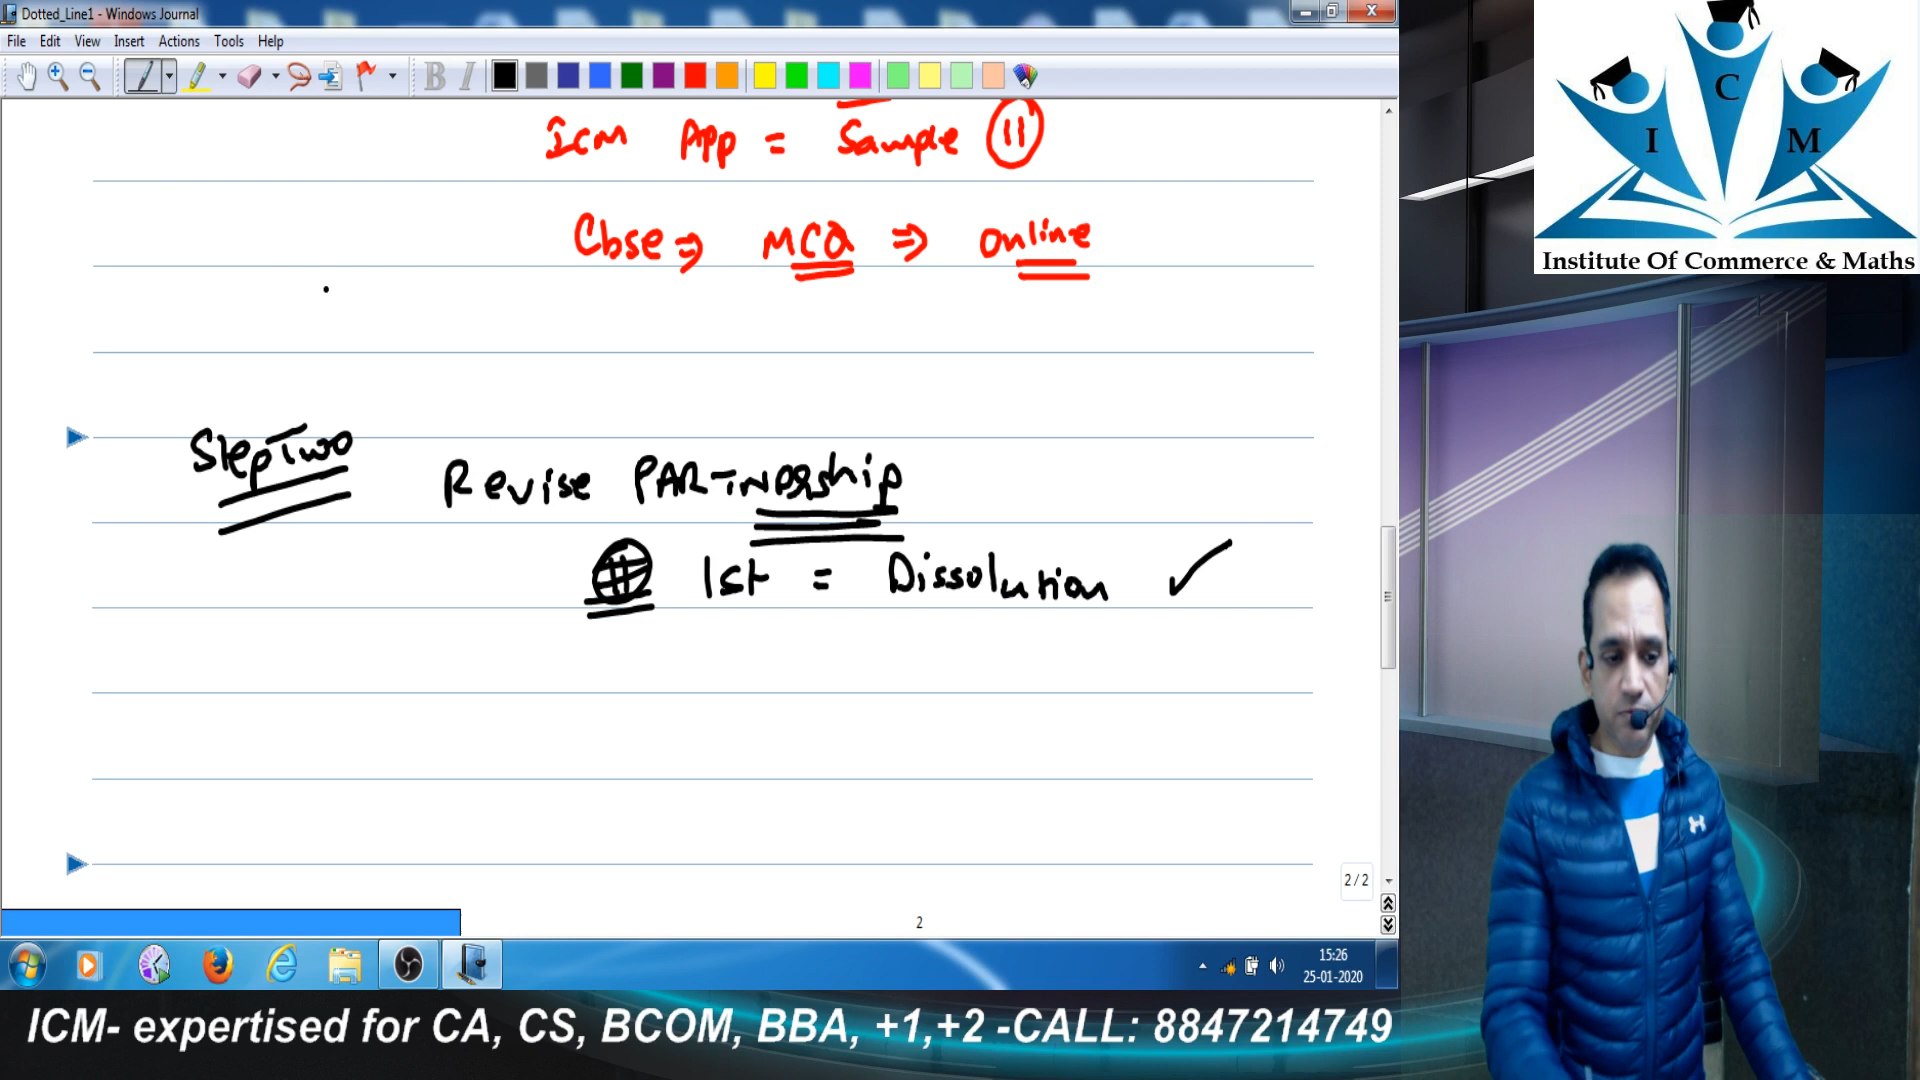 Dotted_Line1 - Windows Journal
File Edit View Insert Actions Tools Help
B I
Icm App = Sample 11
Cbse => MCQ => Online
Step Two
Revise PARTNership
# 1st = Dissolution ✓
2 / 2
2
15:26
25-01-2020
I C M
Institute Of Commerce & Maths
ICM- expertised for CA, CS, BCOM, BBA, +1,+2 -CALL: 8847214749